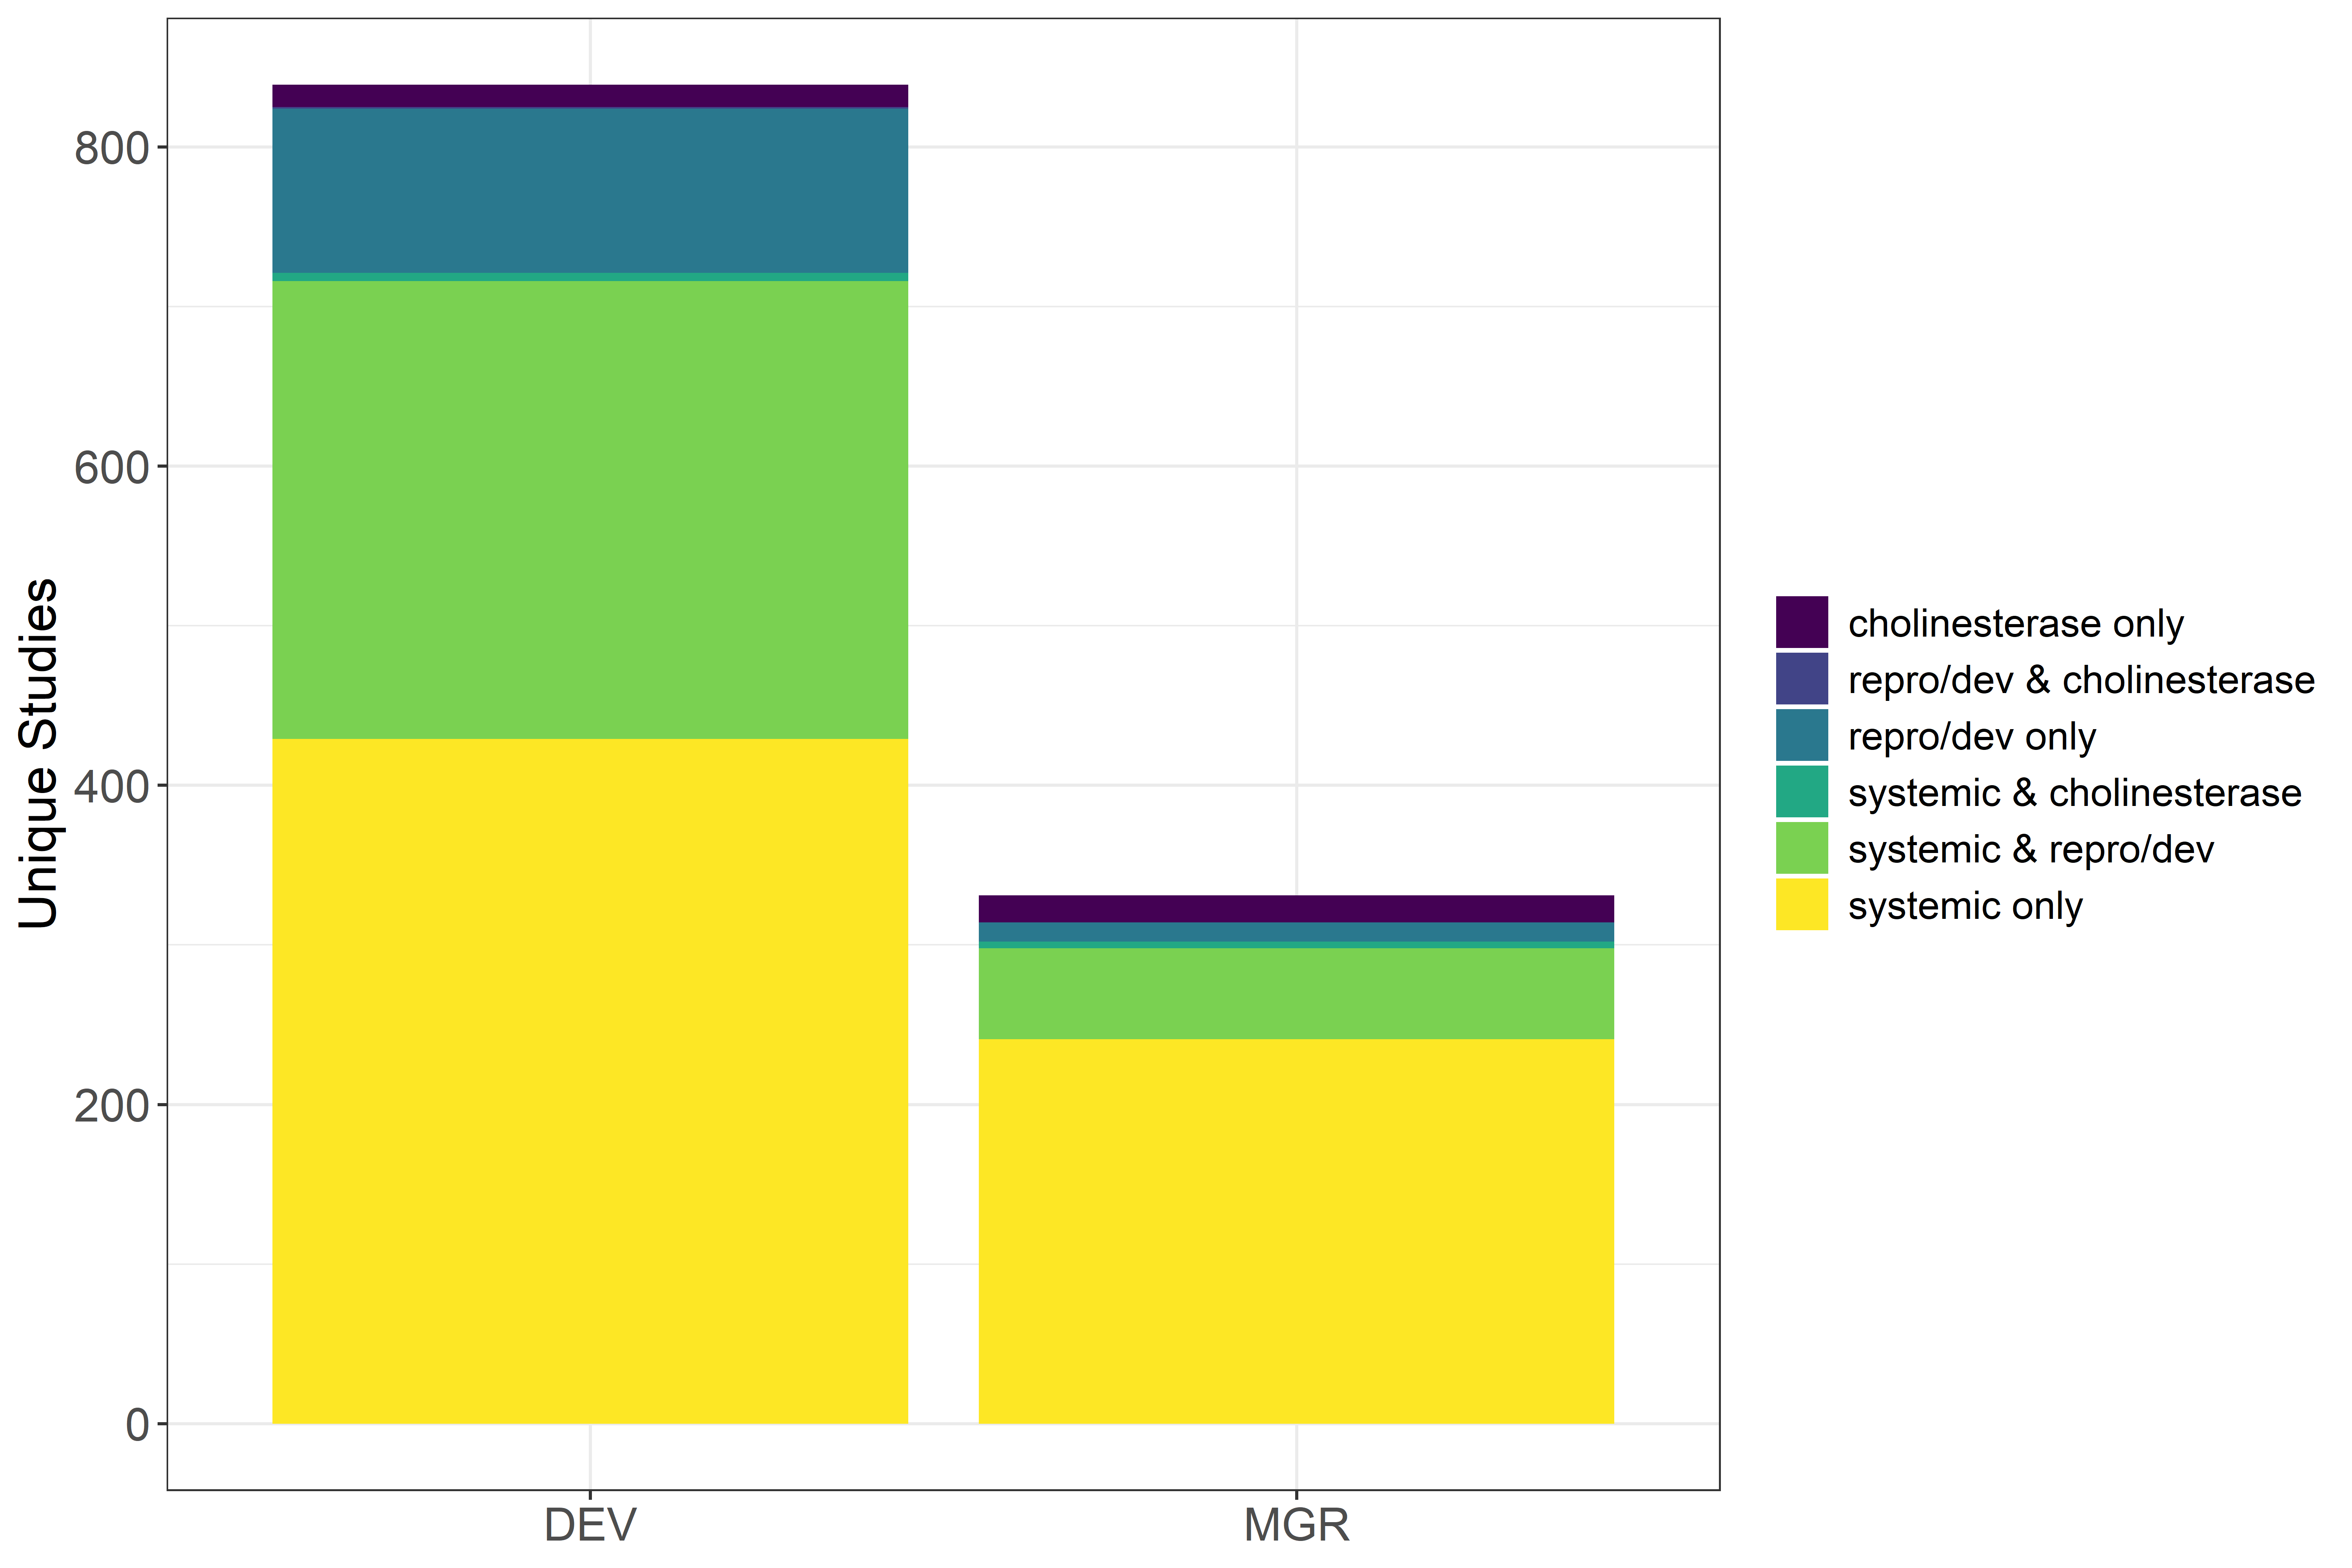 Unique Studies
800
600
400
200
0
DEV
MGR
cholinesterase only
repro/dev & cholinesterase
repro/dev only
systemic & cholinesterase
systemic & repro/dev
systemic only